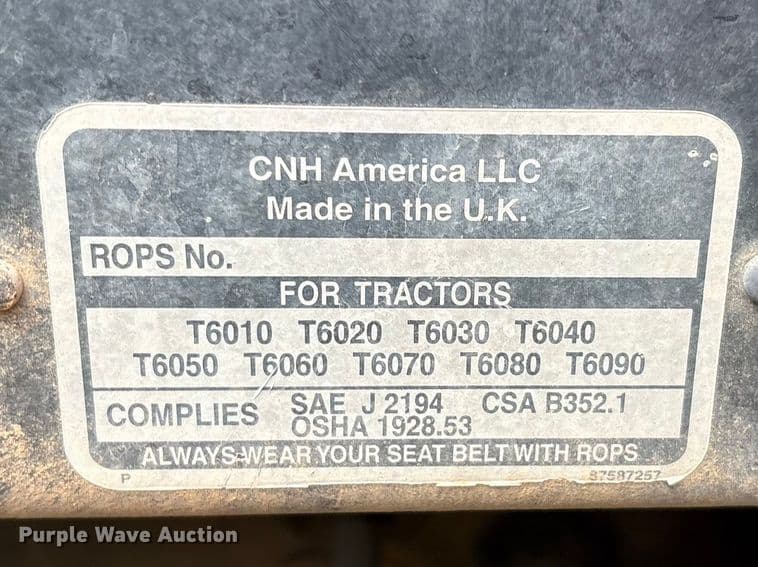 CNH America LLC
Made in the U.K.
ROPS No.
FOR TRACTORS
T6010 T6020 T6030 T6040
T6050 T6060 T6070 T6080 T6090
COMPLIES SAE J 2194 CSA B352.1
OSHA 1928.53
ALWAYS WEAR YOUR SEAT BELT WITH ROPS
P 87587257
Purple Wave Auction